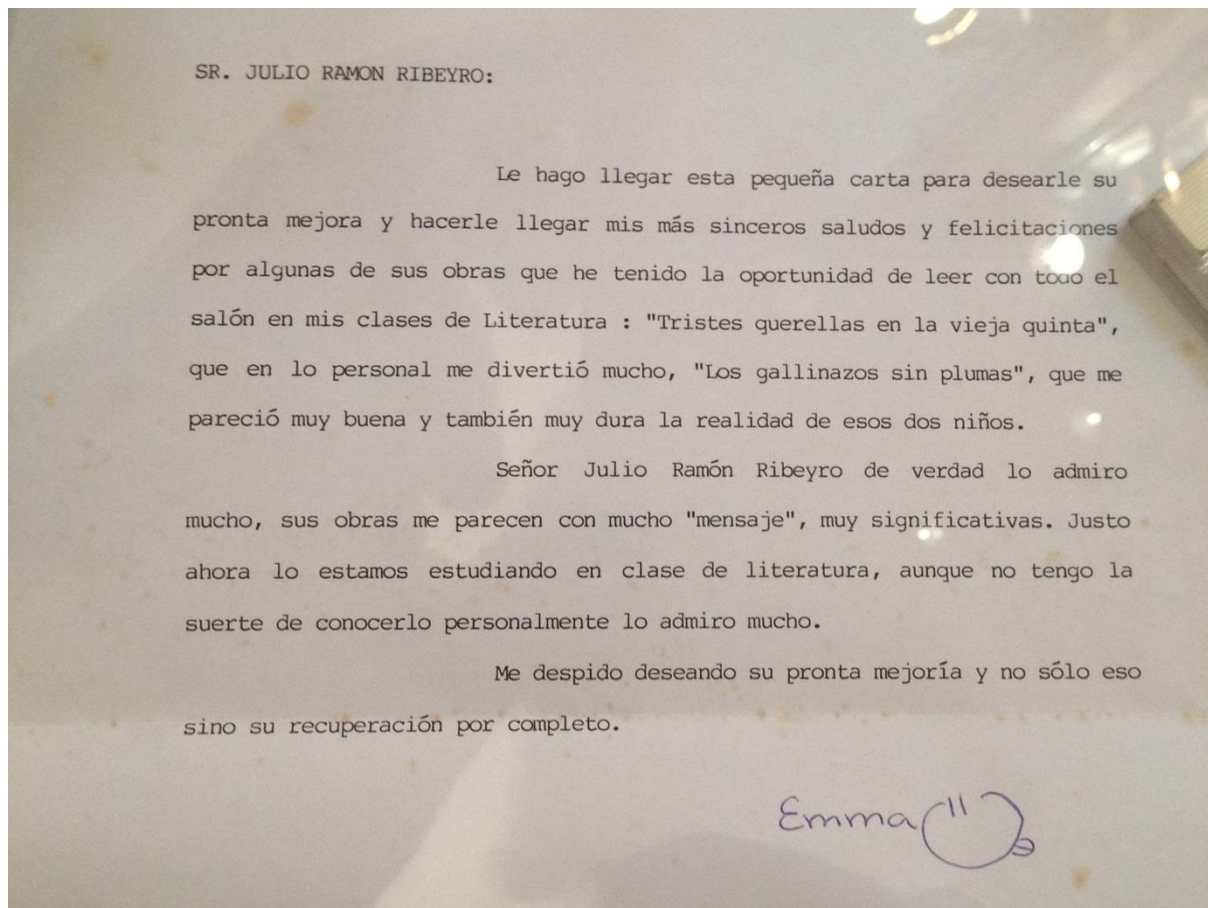 SR. JULIO RAMON RIBEYRO:
Le hago llegar esta pequeña carta para desearle su
pronta mejora y hacerle llegar mis más sinceros saludos y felicitaciones
por algunas de sus obras que he tenido la oportunidad de leer con todo el
salón en mis clases de Literatura : "Tristes querellas en la vieja quinta",
que en lo personal me divertió mucho, "Los gallinazos sin plumas", que me
pareció muy buena y también muy dura la realidad de esos dos niños.
Señor Julio Ramón Ribeyro de verdad lo admiro
mucho, sus obras me parecen con mucho "mensaje", muy significativas. Justo
ahora lo estamos estudiando en clase de literatura, aunque no tengo la
suerte de conocerlo personalmente lo admiro mucho.
Me despido deseando su pronta mejoría y no sólo eso
sino su recuperación por completo.
Emma